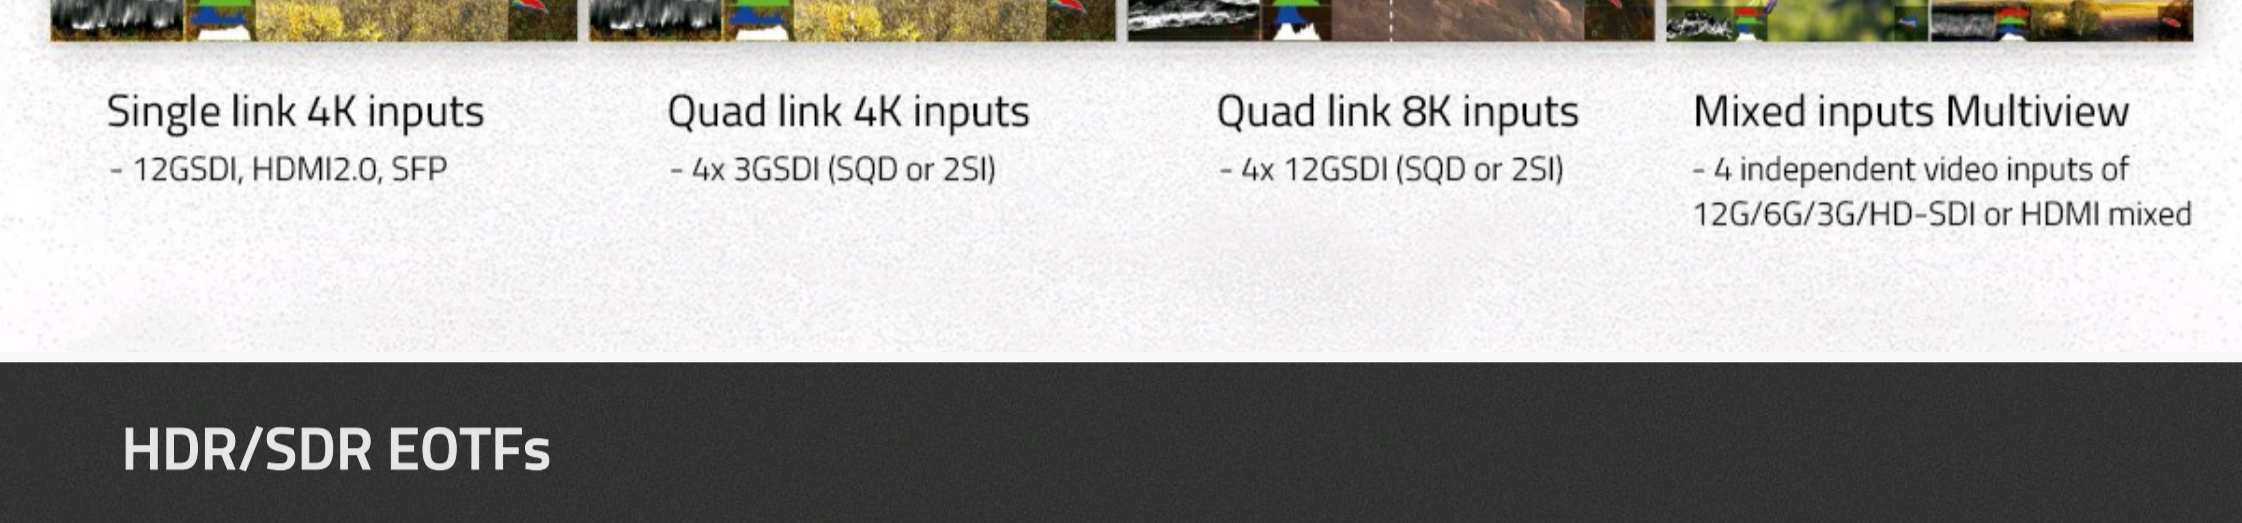 Single link 4K inputs
- 12GSDI, HDMI2.0, SFP
Quad link 4K inputs
- 4x 3GSDI (SQD or 2SI)
Quad link 8K inputs
- 4x 12GSDI (SQD or 2SI)
Mixed inputs Multiview
- 4 independent video inputs of
12G/6G/3G/HD-SDI or HDMI mixed
HDR/SDR EOTFs